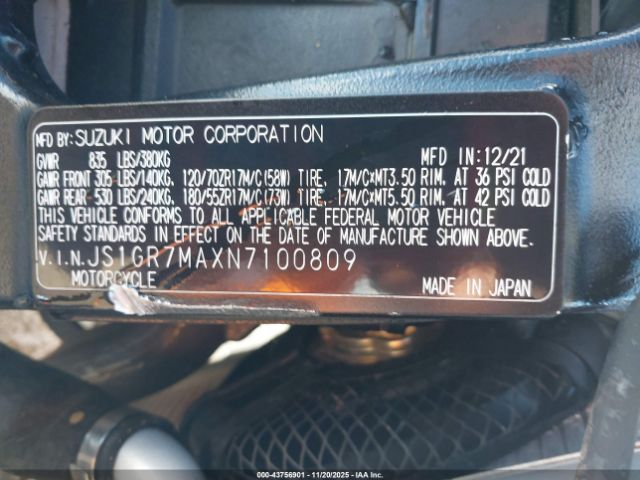 MFD BY: SUZUKI MOTOR CORPORATION
GVWR 835 LBS/380KG MFD IN: 12/21
GAWR FRONT 305 LBS/140KG, 120/70ZR17M/C(58W) TIRE, 17M/C×MT3.50 RIM, AT 36 PSI COLD
GAWR REAR 530 LBS/240KG, 180/55ZR17M/C(73W) TIRE, 17M/C×MT5.50 RIM, AT 42 PSI COLD
THIS VEHICLE CONFORMS TO ALL APPLICABLE FEDERAL MOTOR VEHICLE
SAFETY STANDARDS IN EFFECT ON THE DATE OF MANUFACTURE SHOWN ABOVE.
V.I.N. JS1GR7MAXN7100809
MOTORCYCLE MADE IN JAPAN
000-43756901 - 11/20/2025 - IAA Inc.